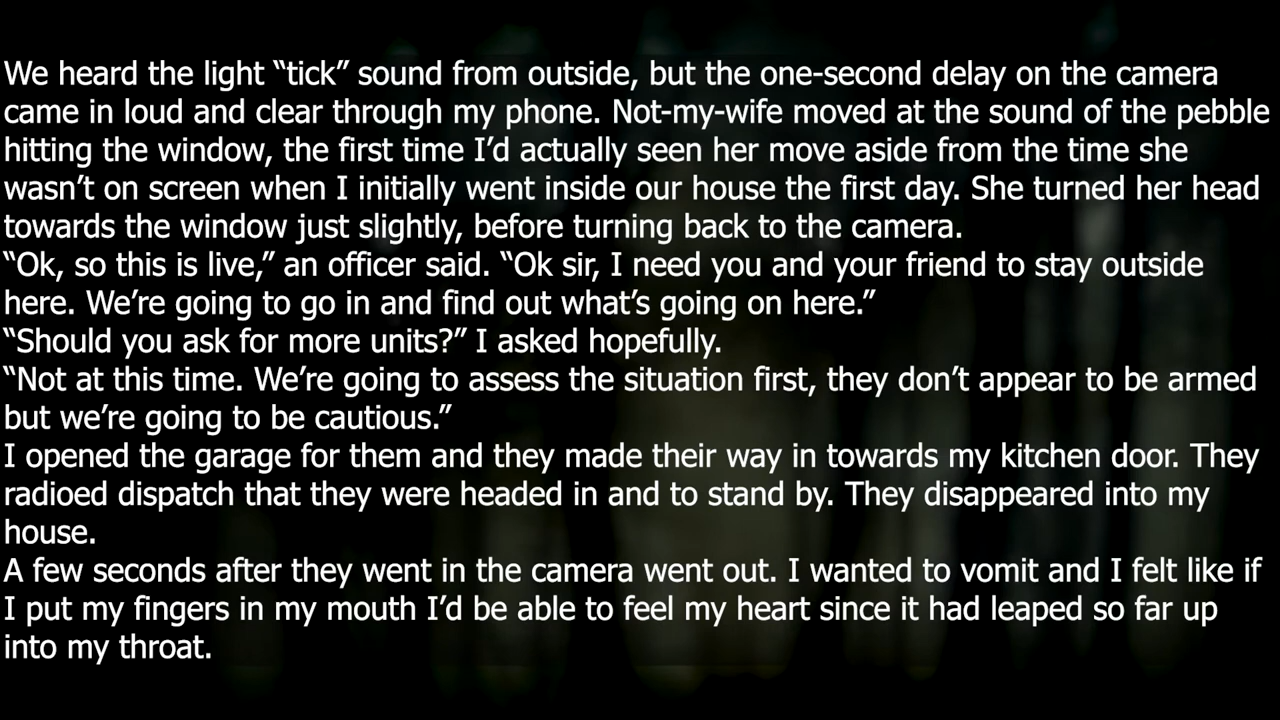 We heard the light “tick” sound from outside, but the one-second delay on the camera
came in loud and clear through my phone. Not-my-wife moved at the sound of the pebble
hitting the window, the first time I’d actually seen her move aside from the time she
wasn’t on screen when I initially went inside our house the first day. She turned her head
towards the window just slightly, before turning back to the camera.
“Ok, so this is live,” an officer said. “Ok sir, I need you and your friend to stay outside
here. We’re going to go in and find out what’s going on here.”
“Should you ask for more units?” I asked hopefully.
“Not at this time. We’re going to assess the situation first, they don’t appear to be armed
but we’re going to be cautious.”
I opened the garage for them and they made their way in towards my kitchen door. They
radioed dispatch that they were headed in and to stand by. They disappeared into my
house.
A few seconds after they went in the camera went out. I wanted to vomit and I felt like if
I put my fingers in my mouth I’d be able to feel my heart since it had leaped so far up
into my throat.